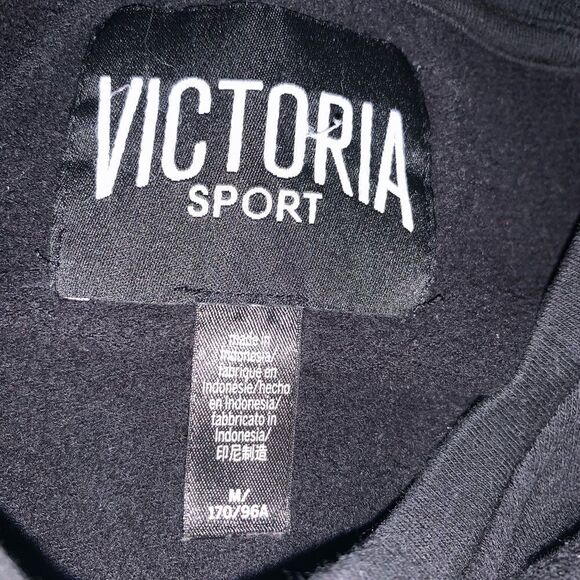 VICTORIA
SPORT
made in
Indonesia/
fabriqué en
Indonésie/hecho
en Indonesia/
fabbricato in
Indonesia/
印尼制造
M/
170/96A